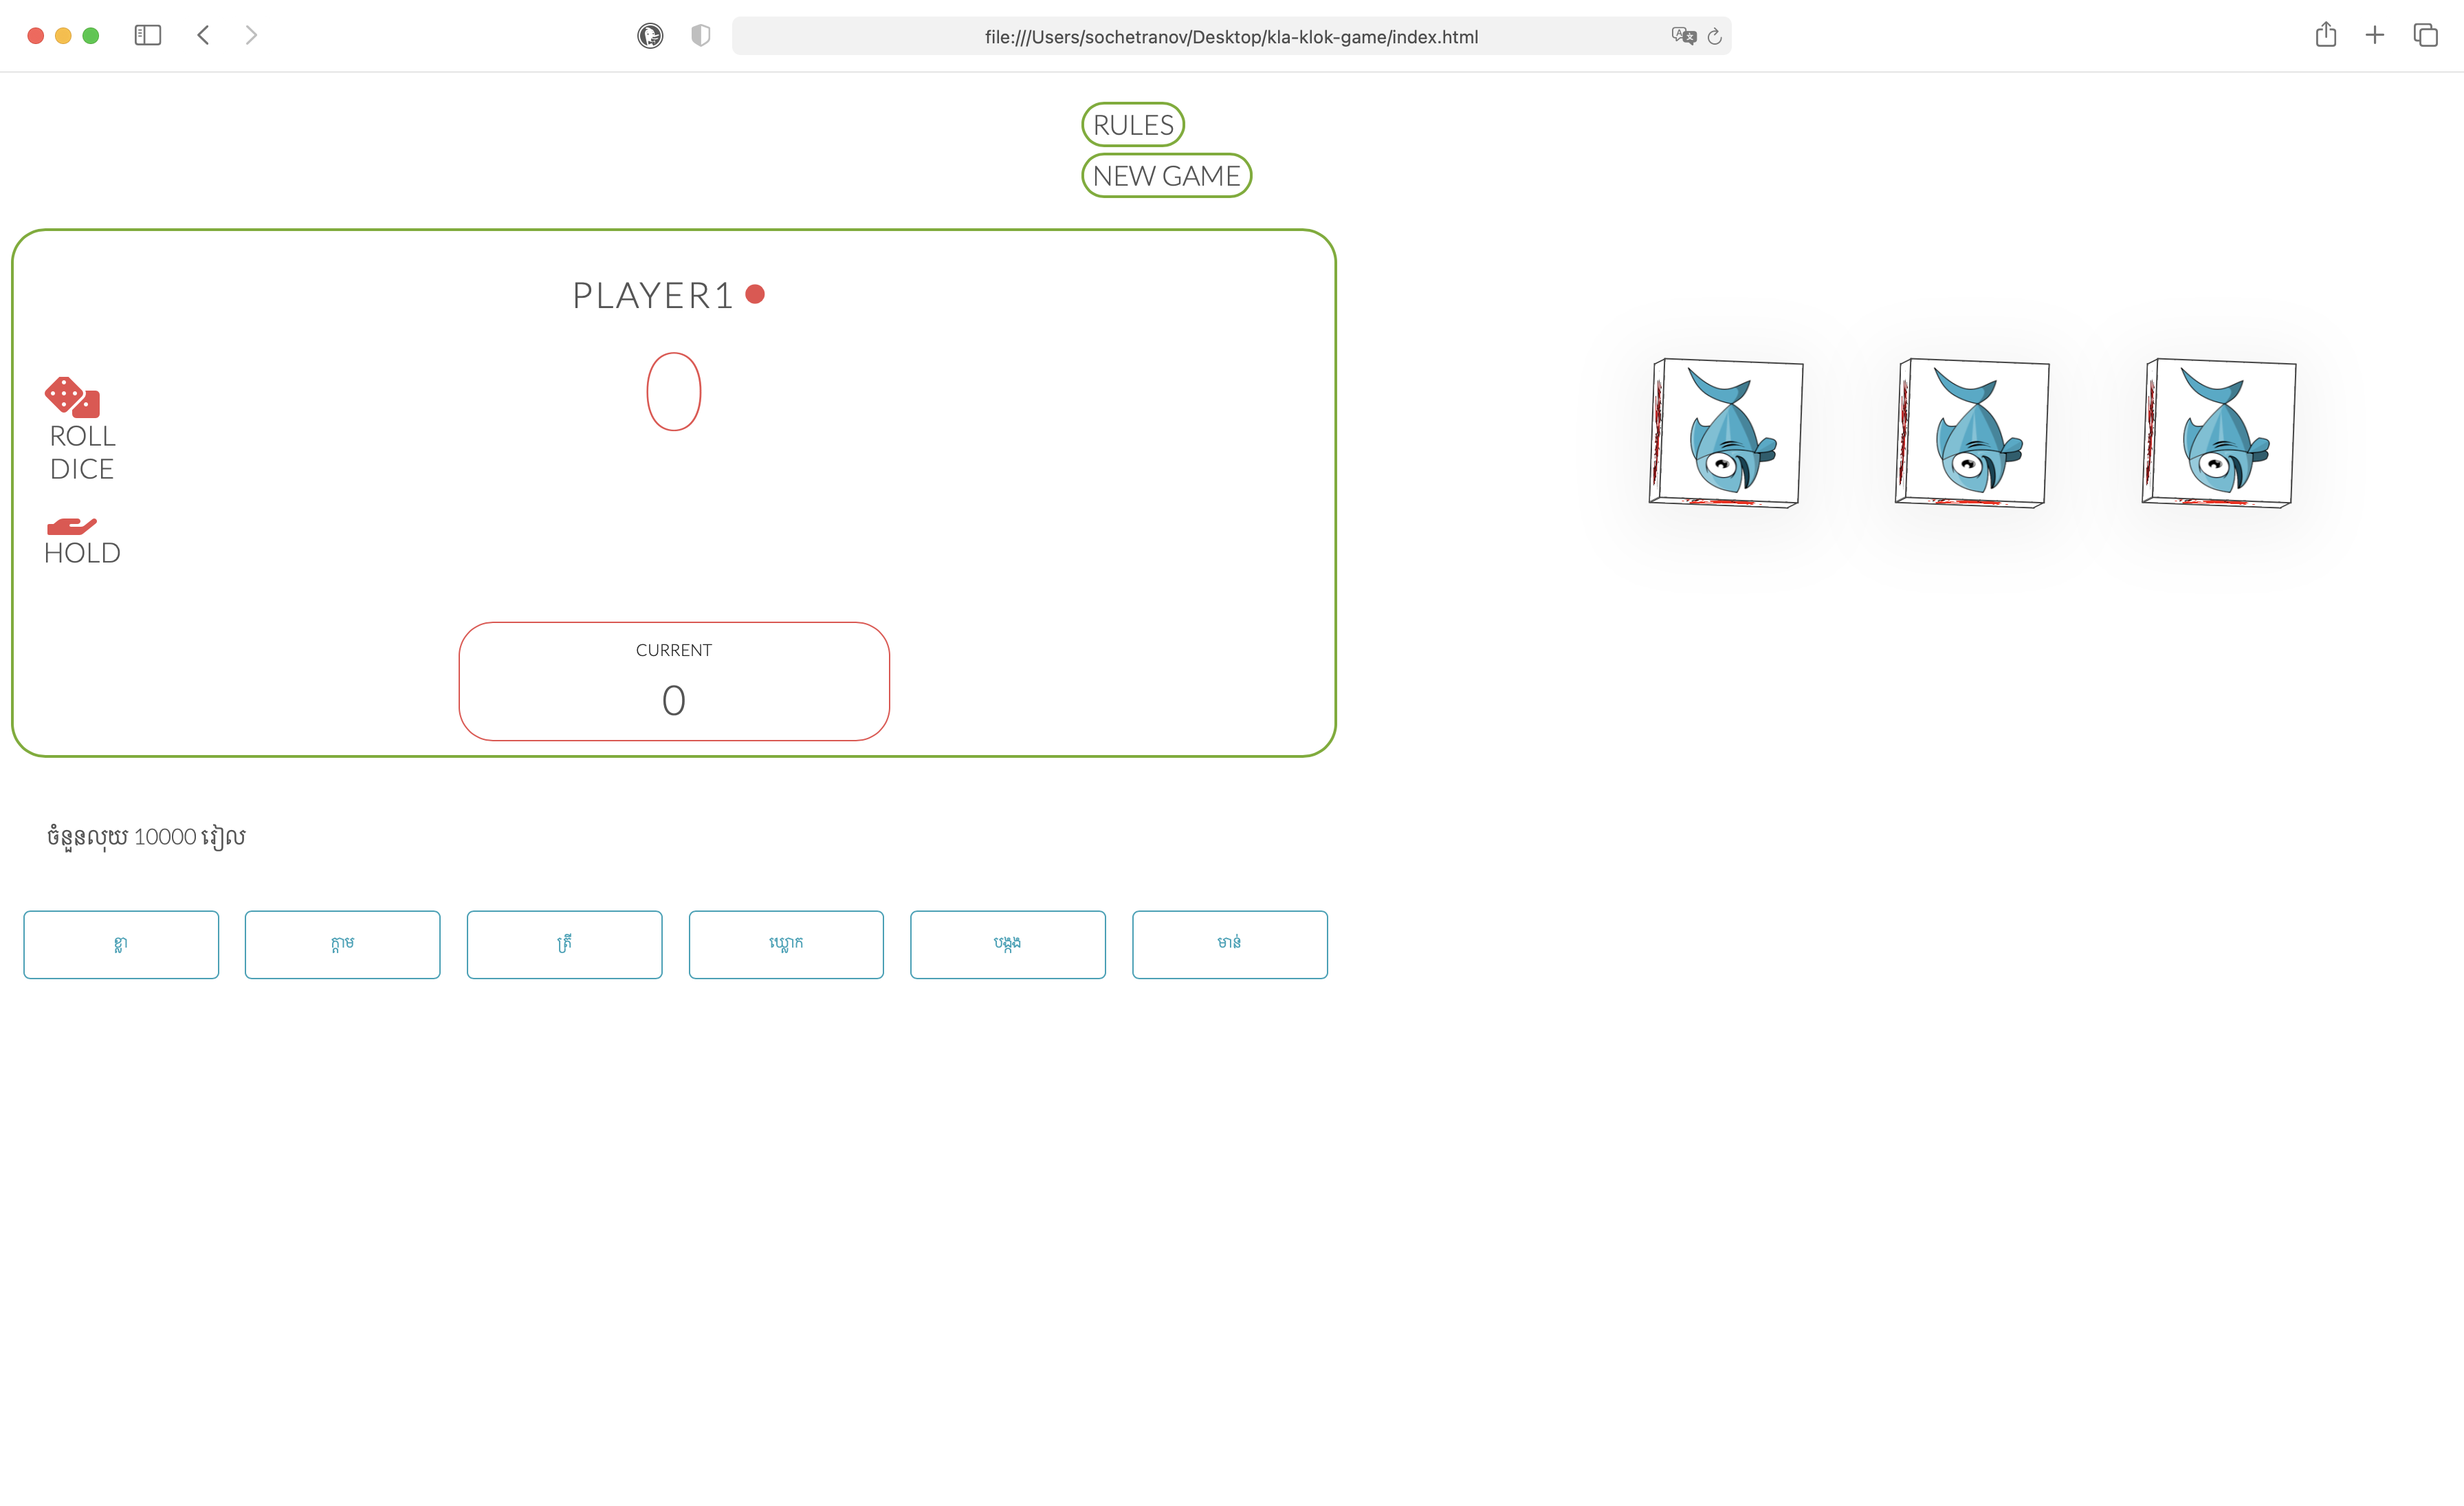 file:///Users/sochetranov/Desktop/kla-klok-game/index.html
RULES
NEW GAME
PLAYER1
0
ROLL
DICE
HOLD
CURRENT
0
ចំនួនលុយ 10000 រៀល
ខ្លា
ក្ដាម
ត្រី
ឃ្លោក
បង្កង
មាន់